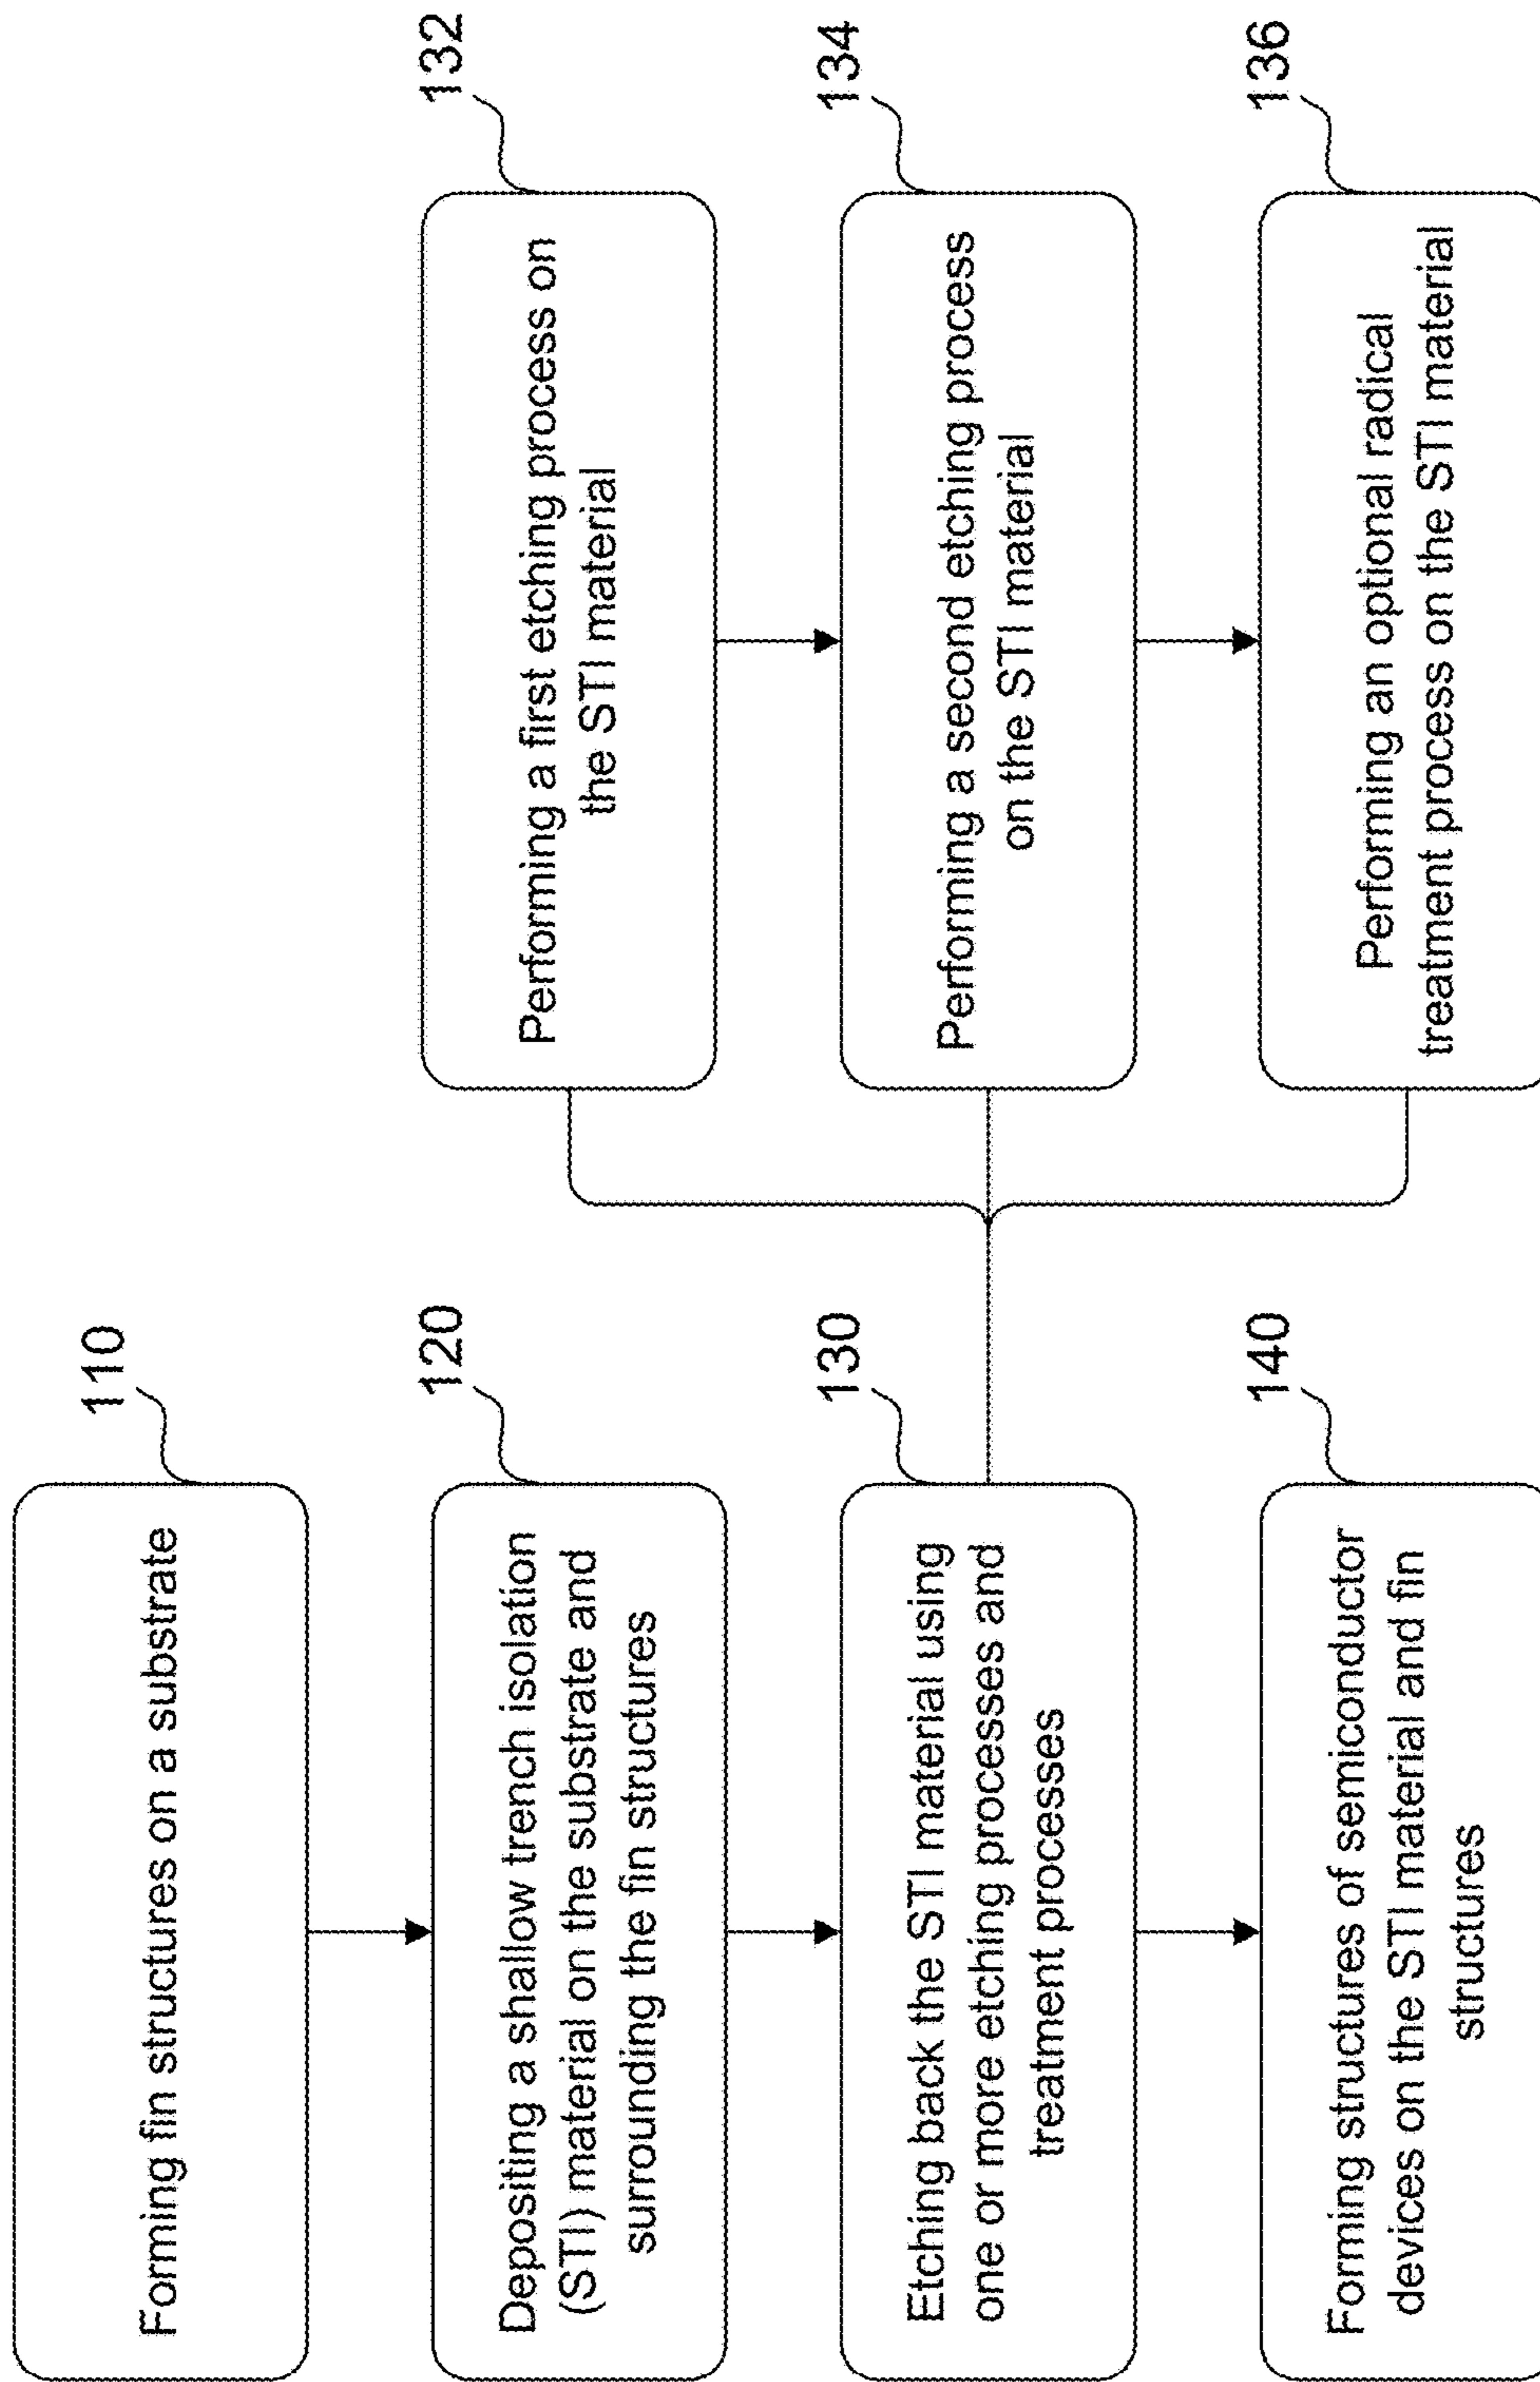 110
Forming fin structures on a substrate
120
Depositing a shallow trench isolation
(STI) material on the substrate and
surrounding the fin structures
130
Etching back the STI material using
one or more etching processes and
treatment processes
140
Forming structures of semiconductor
devices on the STI material and fin
structures
132
Performing a first etching process on
the STI material
134
Performing a second etching process
on the STI material
136
Performing an optional radical
treatment process on the STI material